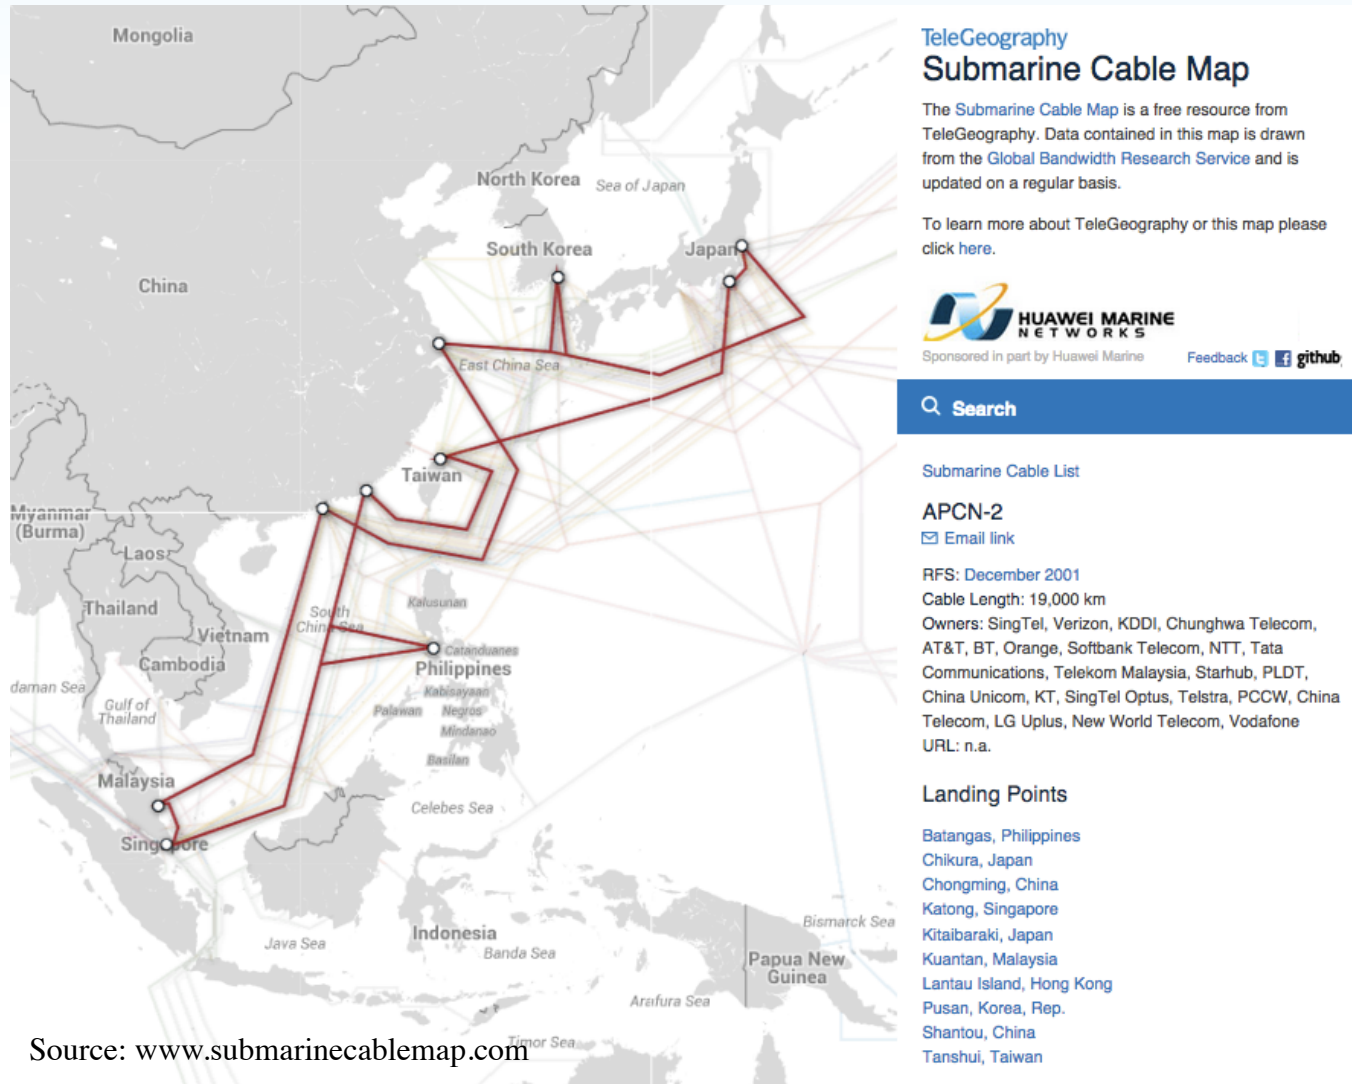 Mongolia
North Korea
Sea of Japan
South Korea
Japan
China
East China Sea
Taiwan
Myanmar
(Burma)
Laos
Thailand
Vietnam
Cambodia
South
China Sea
Kalusunan
Catanduanes
Philippines
Kabisayaan
Palawan
Negros
Mindanao
Basilan
daman Sea
Gulf of
Thailand
Malaysia
Singapore
Celebes Sea
Indonesia
Java Sea
Banda Sea
Bismarck Sea
Papua New
Guinea
Arafura Sea
Timor Sea
Source: www.submarinecablemap.com
TeleGeography
Submarine Cable Map
The Submarine Cable Map is a free resource from
TeleGeography. Data contained in this map is drawn
from the Global Bandwidth Research Service and is
updated on a regular basis.
To learn more about TeleGeography or this map please
click here.
HUAWEI MARINE
NETWORKS
Sponsored in part by Huawei Marine
Feedback github
Search
Submarine Cable List
APCN-2
Email link
RFS: December 2001
Cable Length: 19,000 km
Owners: SingTel, Verizon, KDDI, Chunghwa Telecom,
AT&T, BT, Orange, Softbank Telecom, NTT, Tata
Communications, Telekom Malaysia, Starhub, PLDT,
China Unicom, KT, SingTel Optus, Telstra, PCCW, China
Telecom, LG Uplus, New World Telecom, Vodafone
URL: n.a.
Landing Points
Batangas, Philippines
Chikura, Japan
Chongming, China
Katong, Singapore
Kitaibaraki, Japan
Kuantan, Malaysia
Lantau Island, Hong Kong
Pusan, Korea, Rep.
Shantou, China
Tanshui, Taiwan